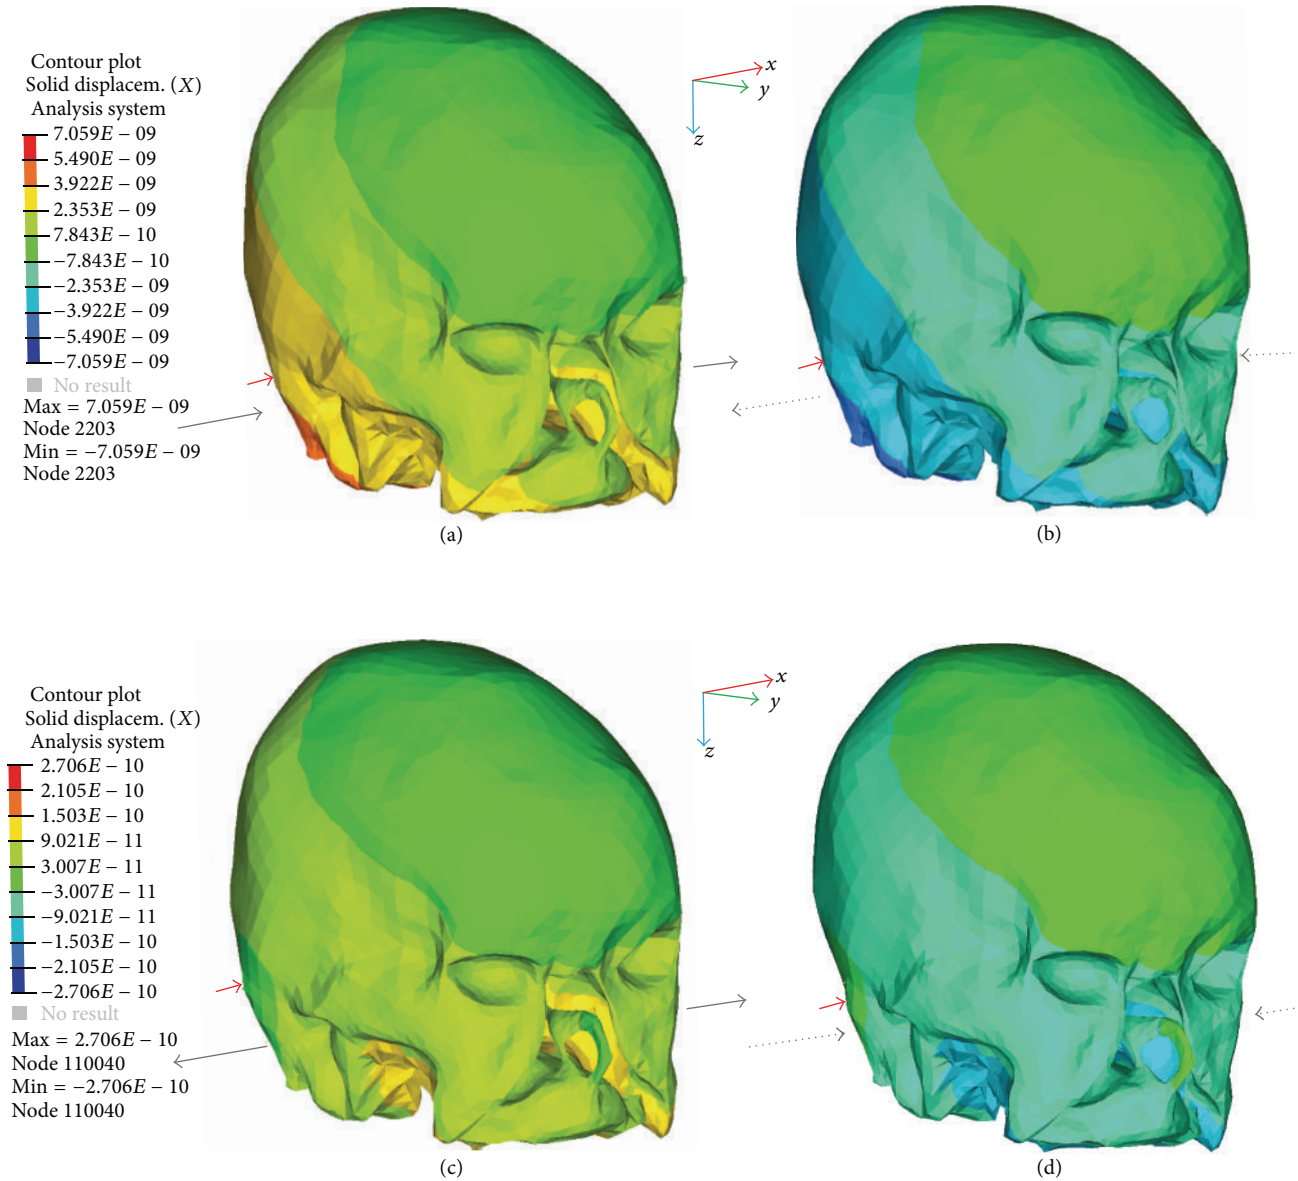 Contour plot
Solid displacem. (X)
Analysis system
7.059E − 09
5.490E − 09
3.922E − 09
2.353E − 09
7.843E − 10
−7.843E − 10
−2.353E − 09
−3.922E − 09
−5.490E − 09
−7.059E − 09
No result
Max = 7.059E − 09
Node 2203
Min = −7.059E − 09
Node 2203
x
y
z
(a)
(b)
Contour plot
Solid displacem. (X)
Analysis system
2.706E − 10
2.105E − 10
1.503E − 10
9.021E − 11
3.007E − 11
−3.007E − 11
−9.021E − 11
−1.503E − 10
−2.105E − 10
−2.706E − 10
No result
Max = 2.706E − 10
Node 110040
Min = −2.706E − 10
Node 110040
x
y
z
(c)
(d)